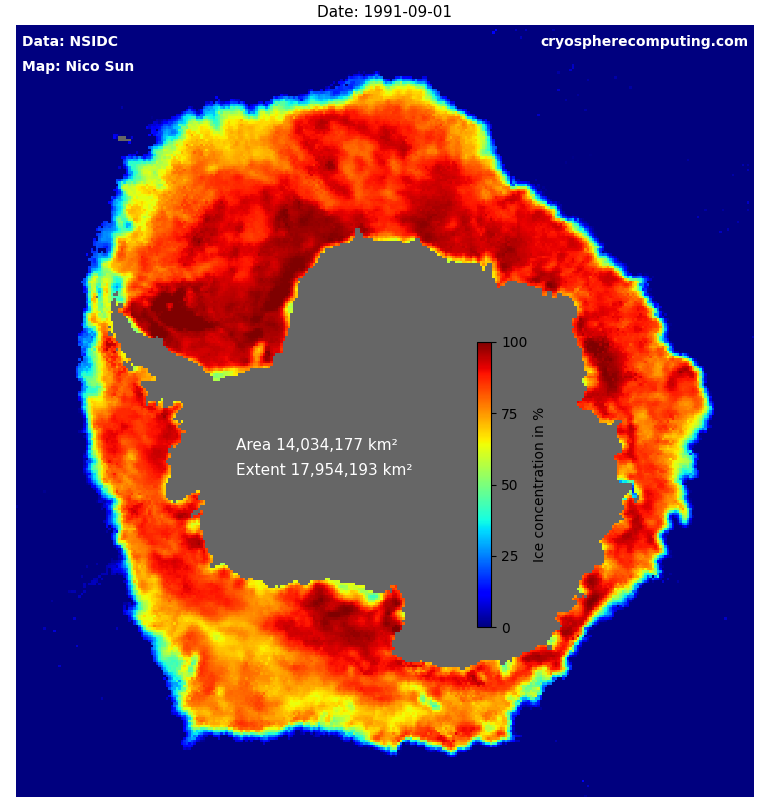 Date: 1991-09-01
Data: NSIDC
cryospherecomputing.com
Map: Nico Sun
100
75
50
25
0
Ice concentration in %
Area 14,034,177 km²
Extent 17,954,193 km²